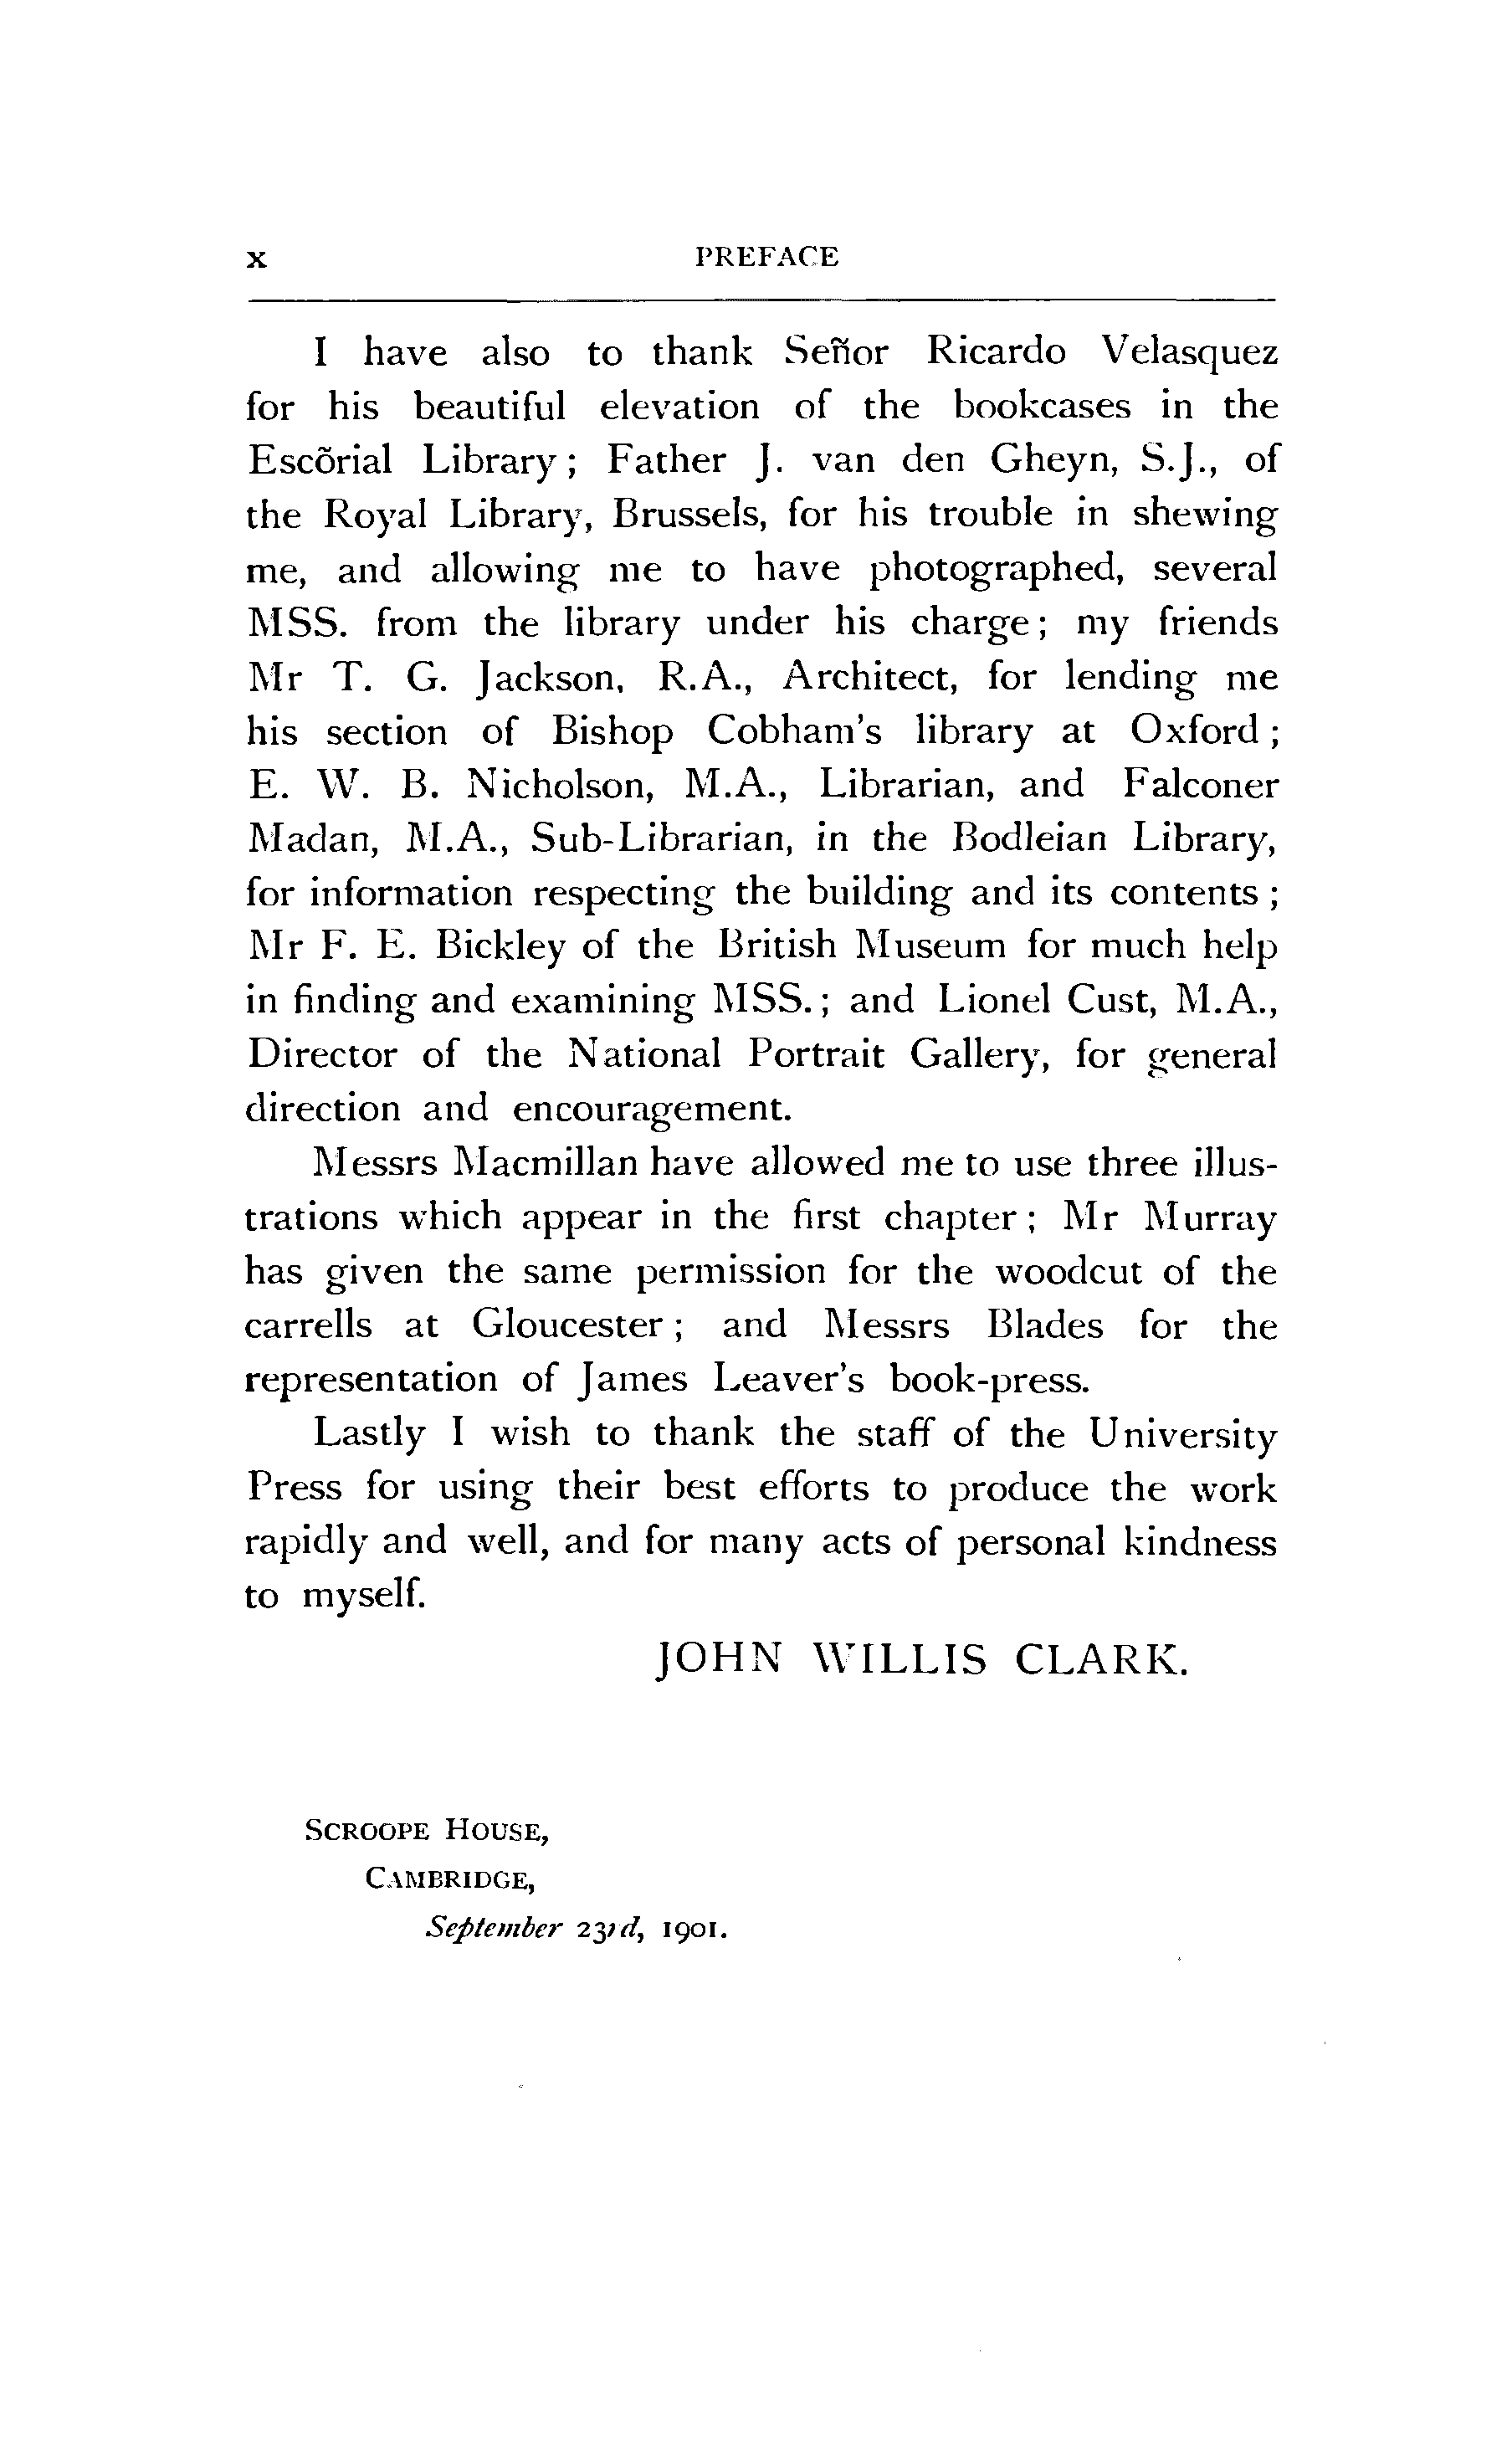 x PREFACE
I have also to thank Señor Ricardo Velasquez
for his beautiful elevation of the bookcases in the
Escõrial Library; Father J. van den Gheyn, S.J., of
the Royal Library, Brussels, for his trouble in shewing
me, and allowing me to have photographed, several
MSS. from the library under his charge; my friends
Mr T. G. Jackson, R.A., Architect, for lending me
his section of Bishop Cobham's library at Oxford;
E. W. B. Nicholson, M.A., Librarian, and Falconer
Madan, M.A., Sub-Librarian, in the Bodleian Library,
for information respecting the building and its contents;
Mr F. E. Bickley of the British Museum for much help
in finding and examining MSS.; and Lionel Cust, M.A.,
Director of the National Portrait Gallery, for general
direction and encouragement.
Messrs Macmillan have allowed me to use three illus-
trations which appear in the first chapter; Mr Murray
has given the same permission for the woodcut of the
carrells at Gloucester; and Messrs Blades for the
representation of James Leaver's book-press.
Lastly I wish to thank the staff of the University
Press for using their best efforts to produce the work
rapidly and well, and for many acts of personal kindness
to myself.
JOHN WILLIS CLARK.
SCROOPE HOUSE,
CAMBRIDGE,
September 23rd, 1901.